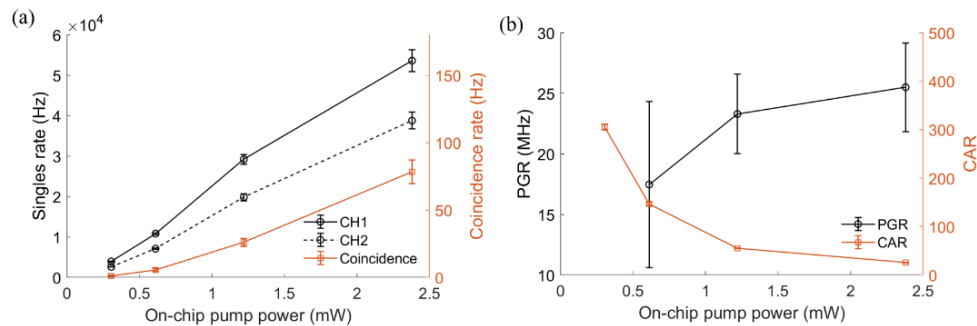 (a)
×10⁴
6
5
4
3
2
1
0
Singles rate (Hz)
150
100
50
0
Coincidence rate (Hz)
CH1
CH2
Coincidence
0 0.5 1 1.5 2 2.5
On-chip pump power (mW)
(b)
30
25
20
15
10
PGR (MHz)
500
400
300
200
100
0
CAR
PGR
CAR
0 0.5 1 1.5 2 2.5
On-chip pump power (mW)